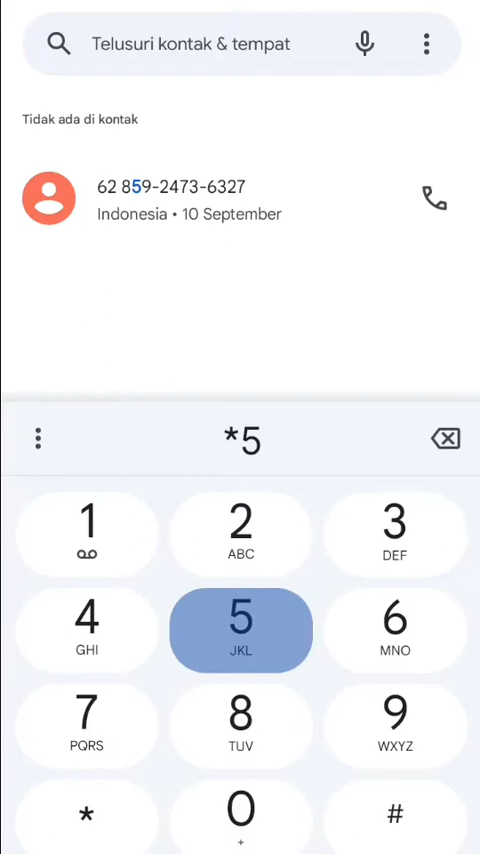 Telusuri kontak & tempat
Tidak ada di kontak
62 859-2473-6327
Indonesia • 10 September
*5
1 2 3
ABC DEF
4 5 6
GHI JKL MNO
7 8 9
PQRS TUV WXYZ
* 0 #
+